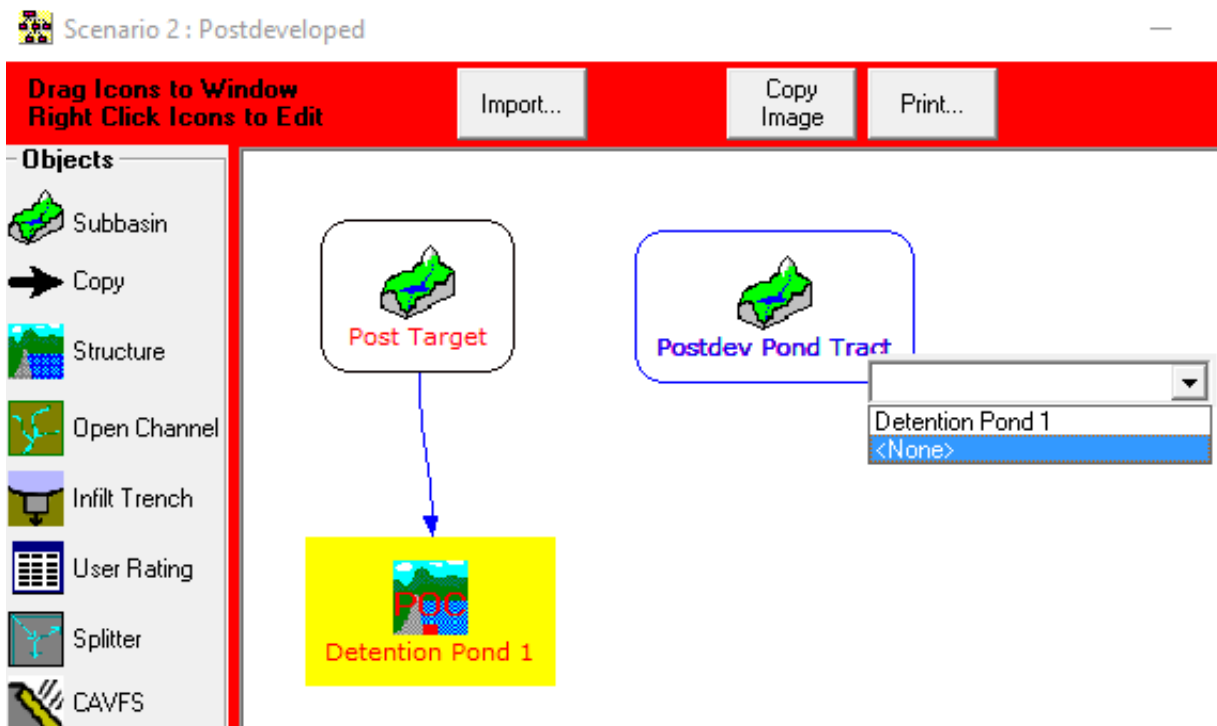 Scenario 2 : Postdeveloped
Drag Icons to Window
Right Click Icons to Edit
Import...
Copy
Image
Print...
Objects
Subbasin
Copy
Structure
Open Channel
Infilt Trench
User Rating
Splitter
CAVFS
Post Target
Postdev Pond Tract
Detention Pond 1
<None>
POC
Detention Pond 1